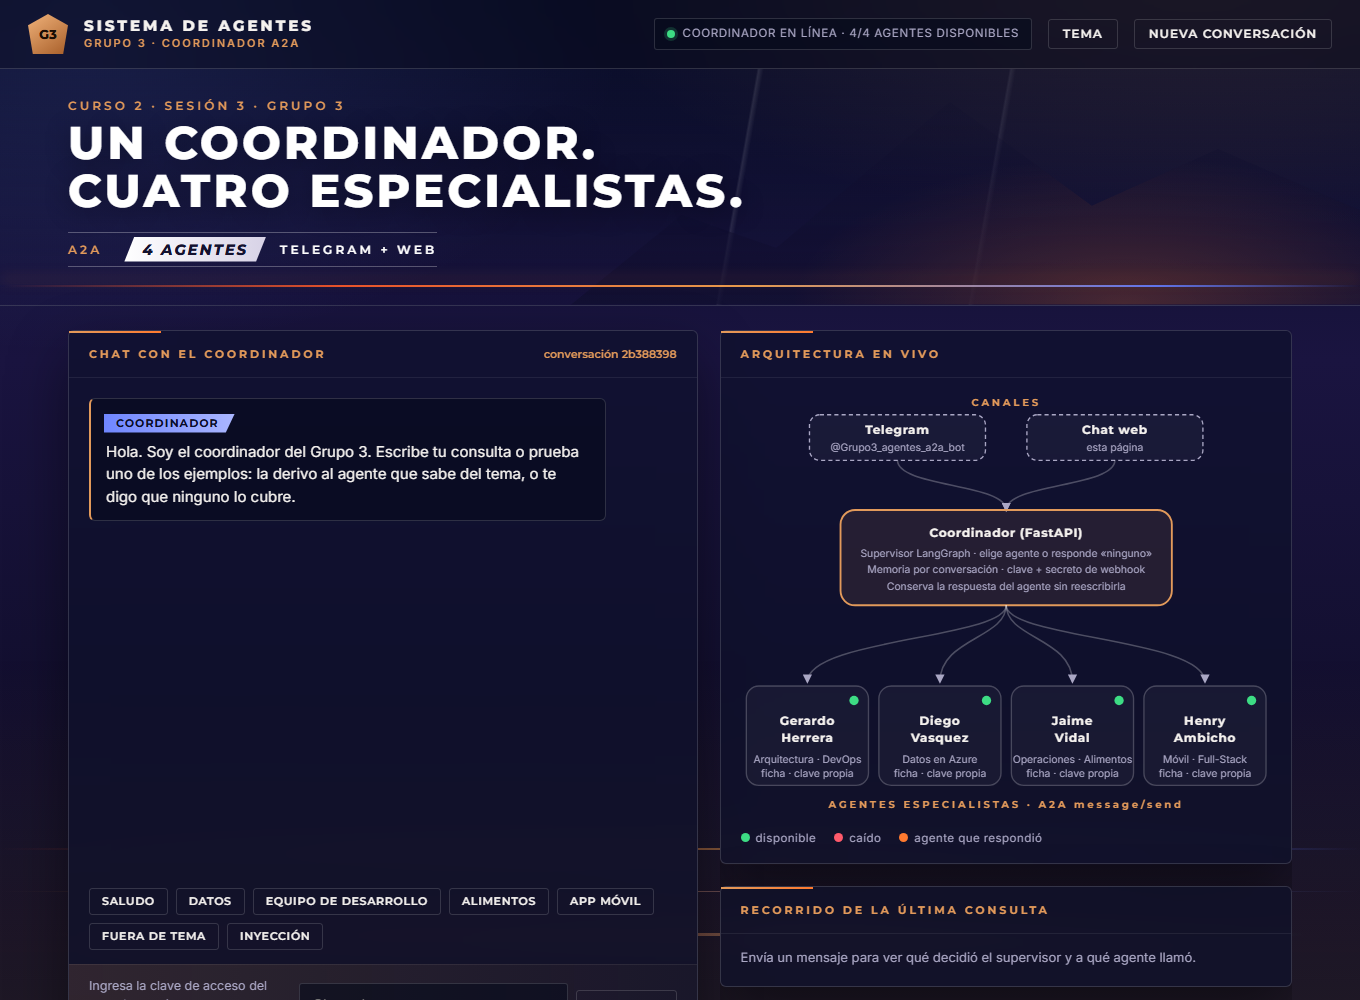 G3
SISTEMA DE AGENTES
GRUPO 3 · COORDINADOR A2A
COORDINADOR EN LÍNEA · 4/4 AGENTES DISPONIBLES
TEMA
NUEVA CONVERSACIÓN
CURSO 2 · SESIÓN 3 · GRUPO 3
UN COORDINADOR.
CUATRO ESPECIALISTAS.
A2A
4 AGENTES
TELEGRAM + WEB
CHAT CON EL COORDINADOR
conversación 2b388398
COORDINADOR
Hola. Soy el coordinador del Grupo 3. Escribe tu consulta o prueba
uno de los ejemplos: la derivo al agente que sabe del tema, o te
digo que ninguno lo cubre.
SALUDO
DATOS
EQUIPO DE DESARROLLO
ALIMENTOS
APP MÓVIL
FUERA DE TEMA
INYECCIÓN
Ingresa la clave de acceso del
ARQUITECTURA EN VIVO
CANALES
Telegram
@Grupo3_agentes_a2a_bot
Chat web
esta página
Coordinador (FastAPI)
Supervisor LangGraph · elige agente o responde «ninguno»
Memoria por conversación · clave + secreto de webhook
Conserva la respuesta del agente sin reescribirla
Gerardo
Herrera
Arquitectura · DevOps
ficha · clave propia
Diego
Vasquez
Datos en Azure
ficha · clave propia
Jaime
Vidal
Operaciones · Alimentos
ficha · clave propia
Henry
Ambicho
Móvil · Full-Stack
ficha · clave propia
AGENTES ESPECIALISTAS · A2A message/send
disponible
caído
agente que respondió
RECORRIDO DE LA ÚLTIMA CONSULTA
Envía un mensaje para ver qué decidió el supervisor y a qué agente llamó.